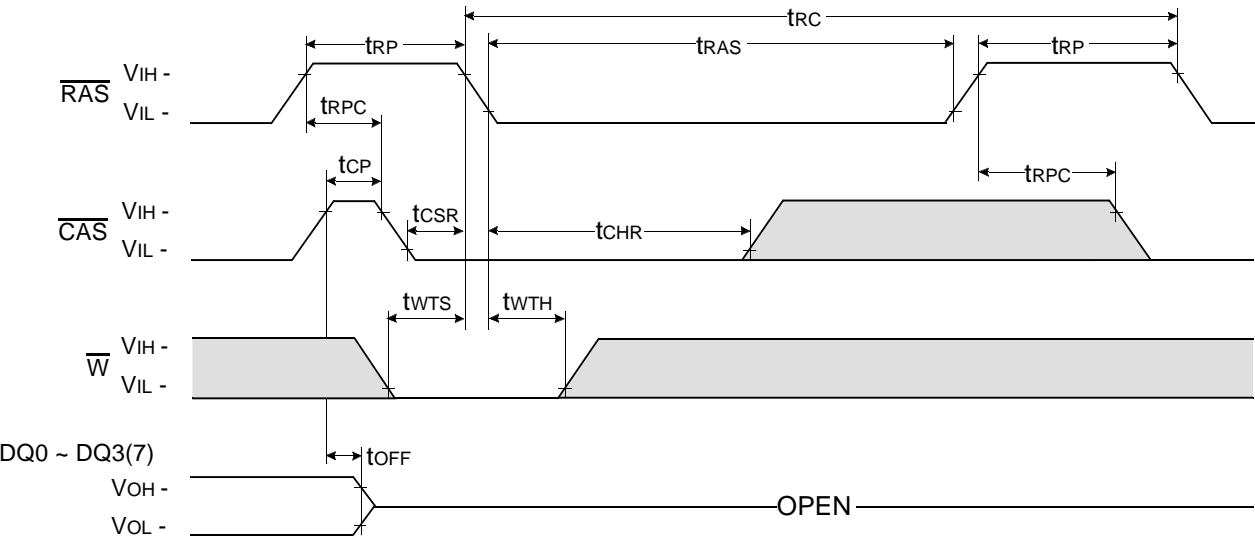 tRC
tRP tRAS tRP
RAS VIH -
VIL -
tRPC
tCP tRPC
CAS VIH -
VIL -
tCSR tCHR
tWTS tWTH
W VIH -
VIL -
DQ0 ~ DQ3(7)
tOFF
VOH -
VOL -
OPEN